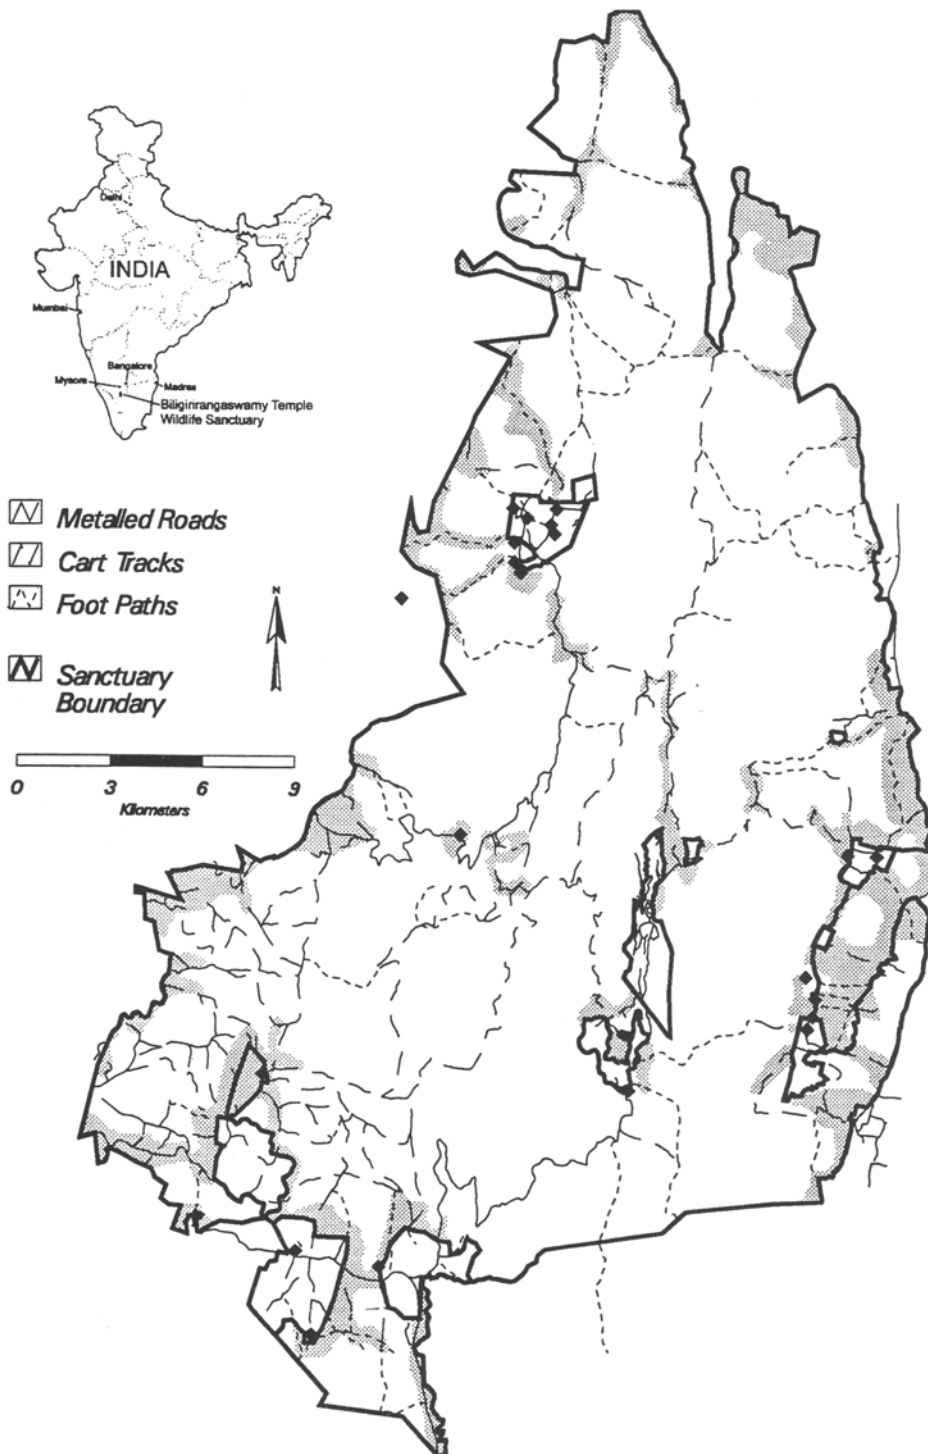 Delhi
INDIA
Mumbai
Bangalore
Mysore
Madras
Biligirirangaswamy Temple
Wildlife Sanctuary
Metalled Roads
Cart Tracks
Foot Paths
N
Sanctuary
Boundary
0 3 6 9
Kilometers